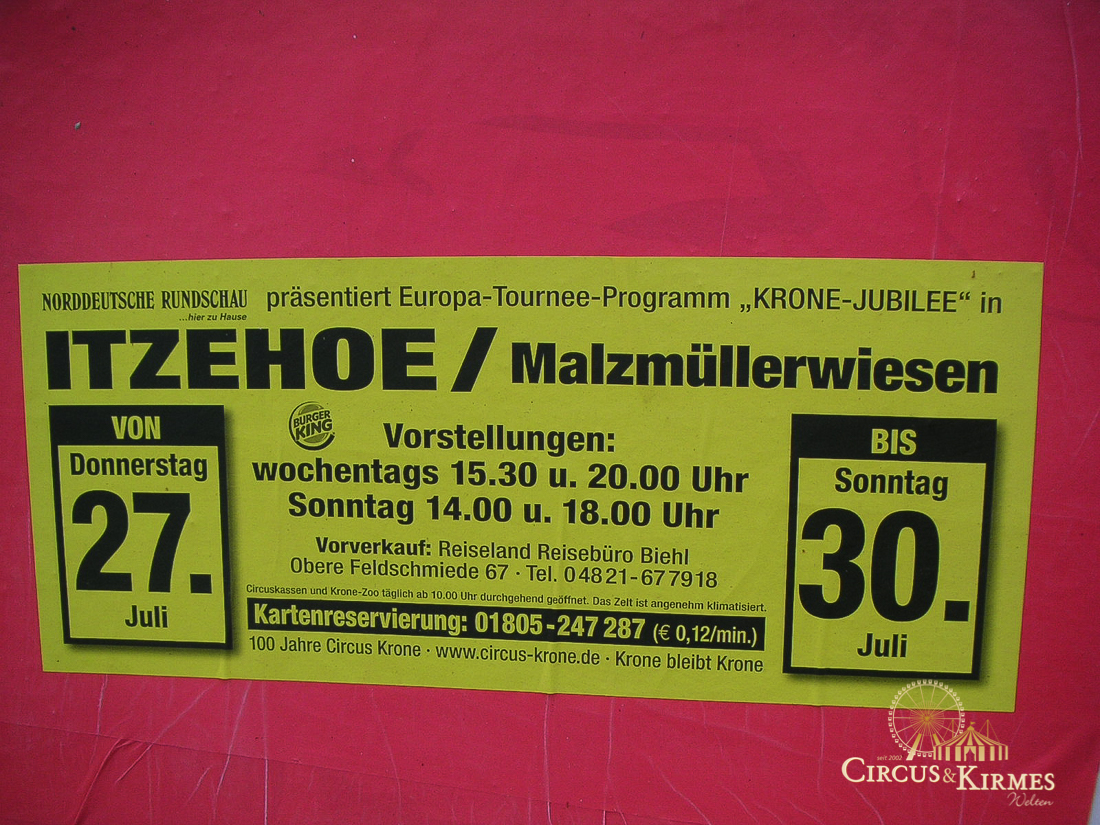 NORDDEUTSCHE RUNDSCHAU präsentiert Europa-Tournee-Programm „KRONE-JUBILEE“ in
...hier zu Hause
ITZEHOE / Malzmüllerwiesen
VON
Donnerstag
27.
Juli
BURGER KING
Vorstellungen:
wochentags 15.30 u. 20.00 Uhr
Sonntag 14.00 u. 18.00 Uhr
Vorverkauf: Reiseland Reisebüro Biehl
Obere Feldschmiede 67 · Tel. 04821-677918
Circuskassen und Krone-Zoo täglich ab 10.00 Uhr durchgehend geöffnet. Das Zelt ist angenehm klimatisiert.
Kartenreservierung: 01805-247 287 (€ 0,12/min.)
100 Jahre Circus Krone · www.circus-krone.de · Krone bleibt Krone
BIS
Sonntag
30.
Juli
seit 2002
CIRCUS & KIRMES
Welten